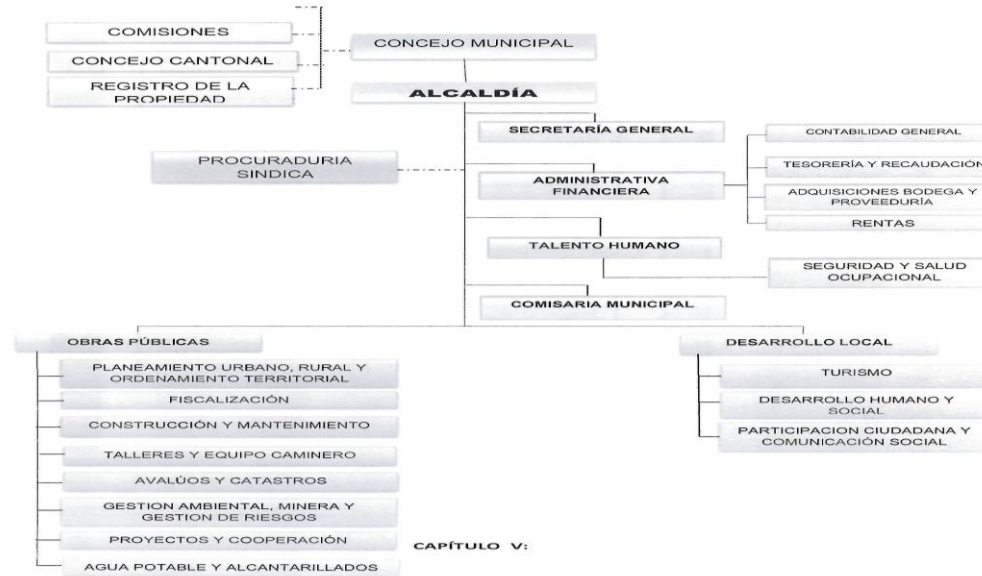 COMISIONES
CONCEJO CANTONAL
REGISTRO DE LA
PROPIEDAD
CONCEJO MUNICIPAL
ALCALDÍA
SECRETARÍA GENERAL
PROCURADURIA
SINDICA
ADMINISTRATIVA
FINANCIERA
CONTABILIDAD GENERAL
TESORERÍA Y RECAUDACIÓN
ADQUISICIONES BODEGA Y
PROVEEDURÍA
RENTAS
TALENTO HUMANO
SEGURIDAD Y SALUD
OCUPACIONAL
COMISARIA MUNICIPAL
OBRAS PÚBLICAS
PLANEAMIENTO URBANO, RURAL Y
ORDENAMIENTO TERRITORIAL
FISCALIZACIÓN
CONSTRUCCIÓN Y MANTENIMIENTO
TALLERES Y EQUIPO CAMINERO
AVALÚOS Y CATASTROS
GESTION AMBIENTAL, MINERA Y
GESTION DE RIESGOS
PROYECTOS Y COOPERACIÓN
AGUA POTABLE Y ALCANTARILLADOS
DESARROLLO LOCAL
TURISMO
DESARROLLO HUMANO Y
SOCIAL
PARTICIPACION CIUDADANA Y
COMUNICACIÓN SOCIAL
CAPÍTULO V: